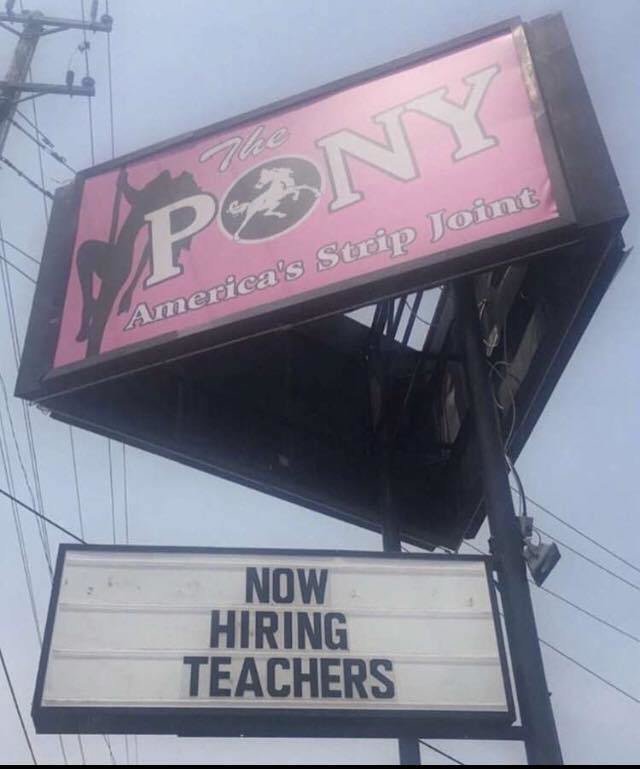 The
PONY
America's Strip Joint
NOW
HIRING
TEACHERS